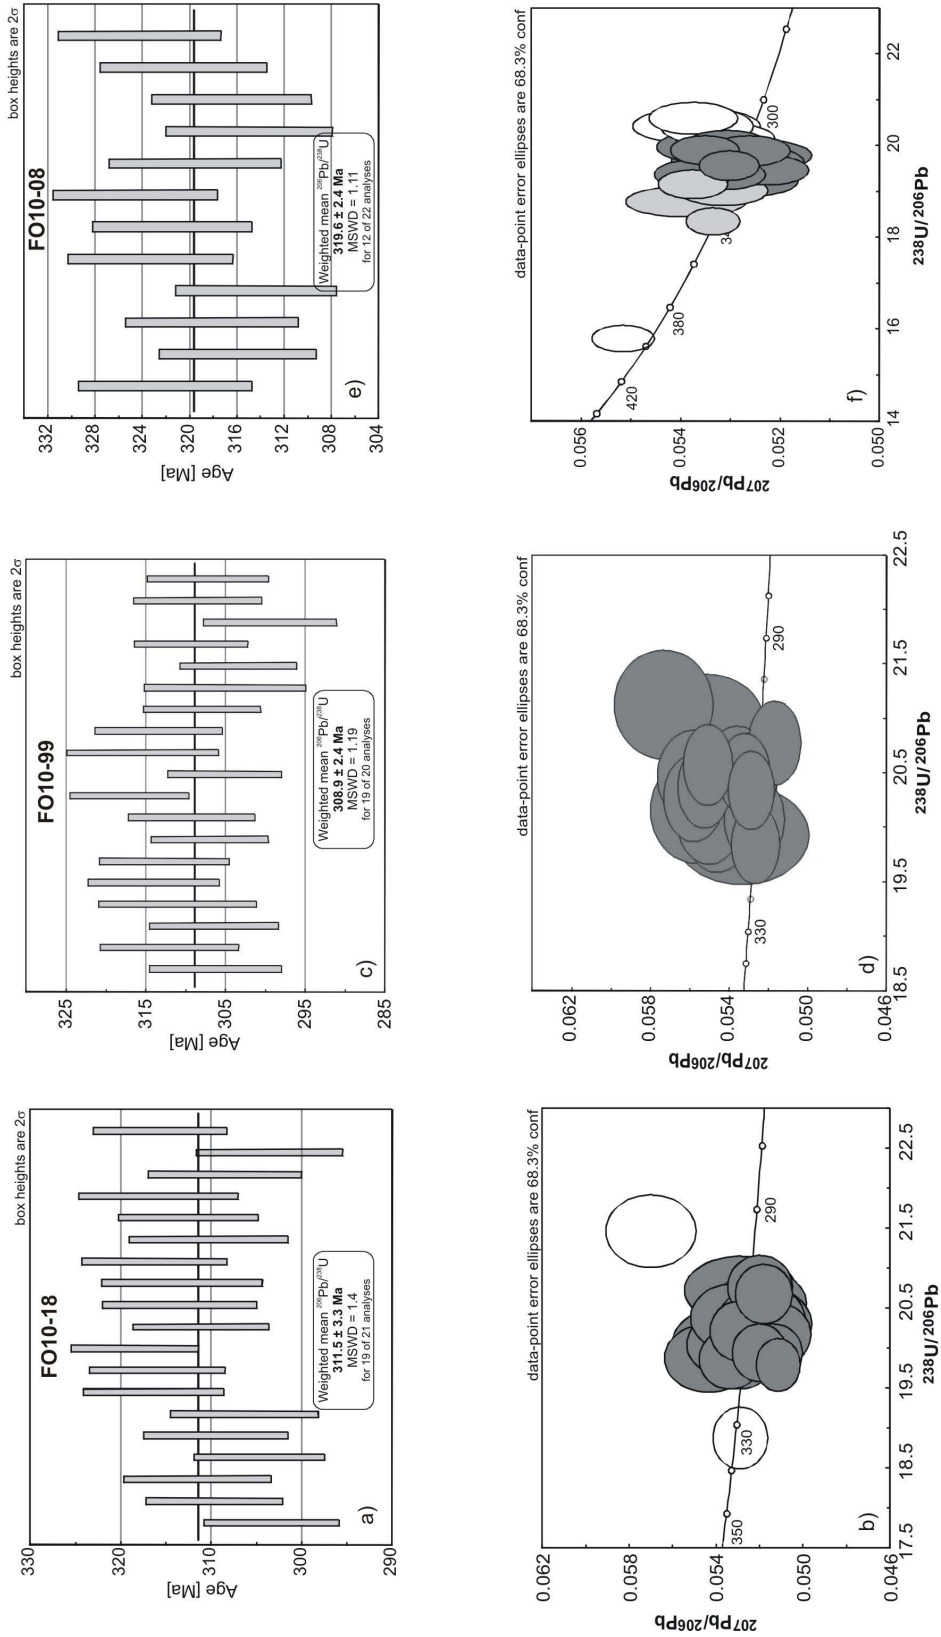 FO10-18
box heights are 2σ
330
320
310
300
290
Age [Ma]
Weighted mean ²⁰⁶Pb/²³⁸U
311.5 ± 3.3 Ma
MSWD = 1.4
for 19 of 21 analyses
a)
FO10-99
box heights are 2σ
325
315
305
295
285
Age [Ma]
Weighted mean ²⁰⁶Pb/²³⁸U
308.9 ± 2.4 Ma
MSWD = 1.19
for 19 of 20 analyses
c)
FO10-08
box heights are 2σ
332
328
324
320
316
312
308
304
Age [Ma]
Weighted mean ²⁰⁶Pb/²³⁸U
319.6 ± 2.4 Ma
MSWD = 1.11
for 12 of 22 analyses
e)
data-point error ellipses are 68.3% conf
0.062
0.058
0.054
0.050
0.046
²⁰⁷Pb/²⁰⁶Pb
350
330
290
b)
17.5 18.5 19.5 20.5 21.5 22.5
²³⁸U/²⁰⁶Pb
data-point error ellipses are 68.3% conf
0.062
0.058
0.054
0.050
0.046
²⁰⁷Pb/²⁰⁶Pb
330
290
d)
18.5 19.5 20.5 21.5 22.5
²³⁸U/²⁰⁶Pb
data-point error ellipses are 68.3% conf
0.056
0.054
0.052
0.050
²⁰⁷Pb/²⁰⁶Pb
420
380
300
f)
14 16 18 20 22
²³⁸U/²⁰⁶Pb